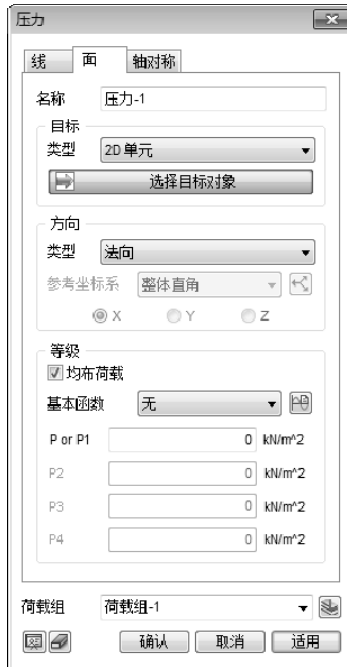 压力
线 面 轴对称
名称 压力-1
目标
类型 2D 单元
选择目标对象
方向
类型 法向
参考坐标系 整体直角
X Y Z
等级
均布荷载
基本函数 无
P or P1 0 kN/m^2
P2 0 kN/m^2
P3 0 kN/m^2
P4 0 kN/m^2
荷载组 荷载组-1
确认 取消 适用